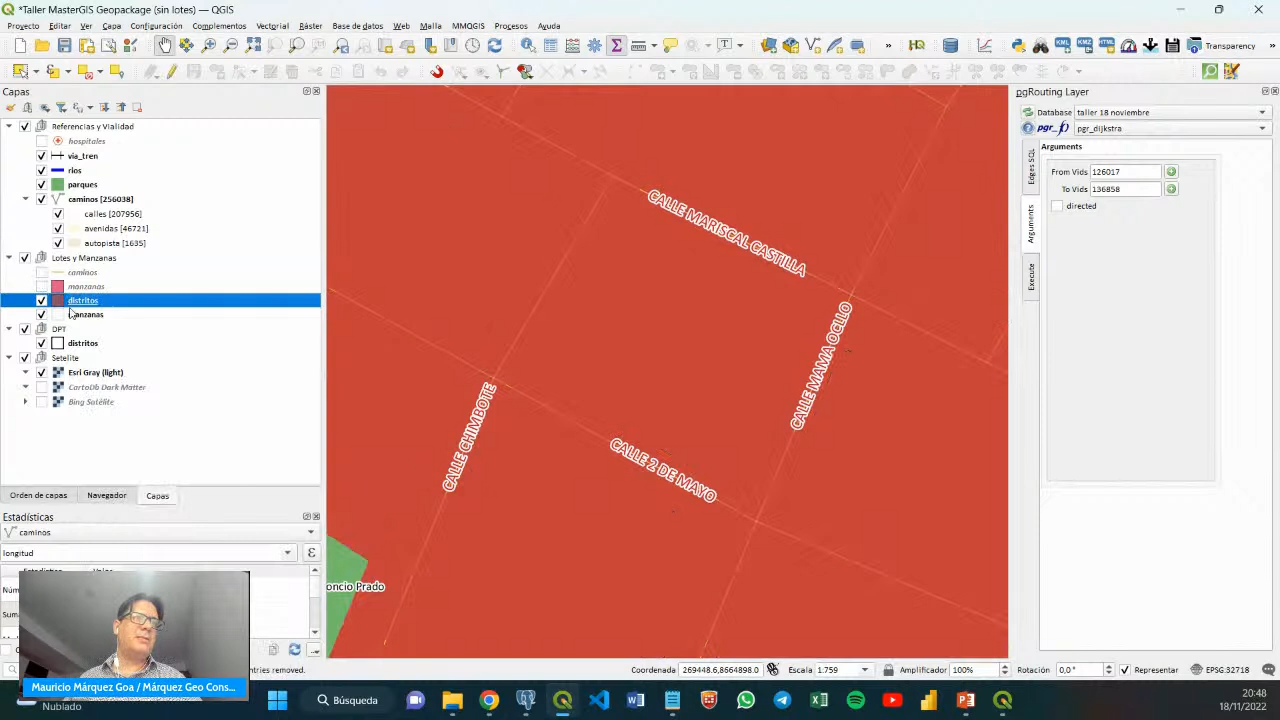 *Taller MasterGIS Geopackage (sin lotes) — QGIS
Proyecto Editar Ver Capa Configuración Complementos Vectorial Ráster Base de datos Web Malla MMQGIS Procesos Ayuda
Transparency
Capas
pgRouting Layer
Database taller 18 noviembre
pgr_f() pgr_dijkstra
Arguments
Edges SQL
Arguments
Execute
From Vids 126017
To Vids 136858
directed
Referencias y Vialidad
hospitales
via_tren
rios
parques
caminos [256038]
calles [207956]
avenidas [46721]
autopista [1635]
Lotes y Manzanas
caminos
manzanas
distritos
manzanas
DPT
distritos
Setelite
Esri Gray (light)
CartoDb Dark Matter
Bing Satélite
CALLE MARISCAL CASTILLA
CALLE MAMA OCLLO
CALLE CHIMBOTE
CALLE 2 DE MAYO
oncio Prado
Orden de capas Navegador Capas
Estadísticas
caminos
longitud
Mauricio Márquez Goa / Márquez Geo Cons...
entries removed.
Coordenada 269448.6,8664898.0 Escala 1:759 Amplificador 100% Rotación 0,0 ° Representar EPSG:32718
Nublado
Búsqueda
20:48
18/11/2022